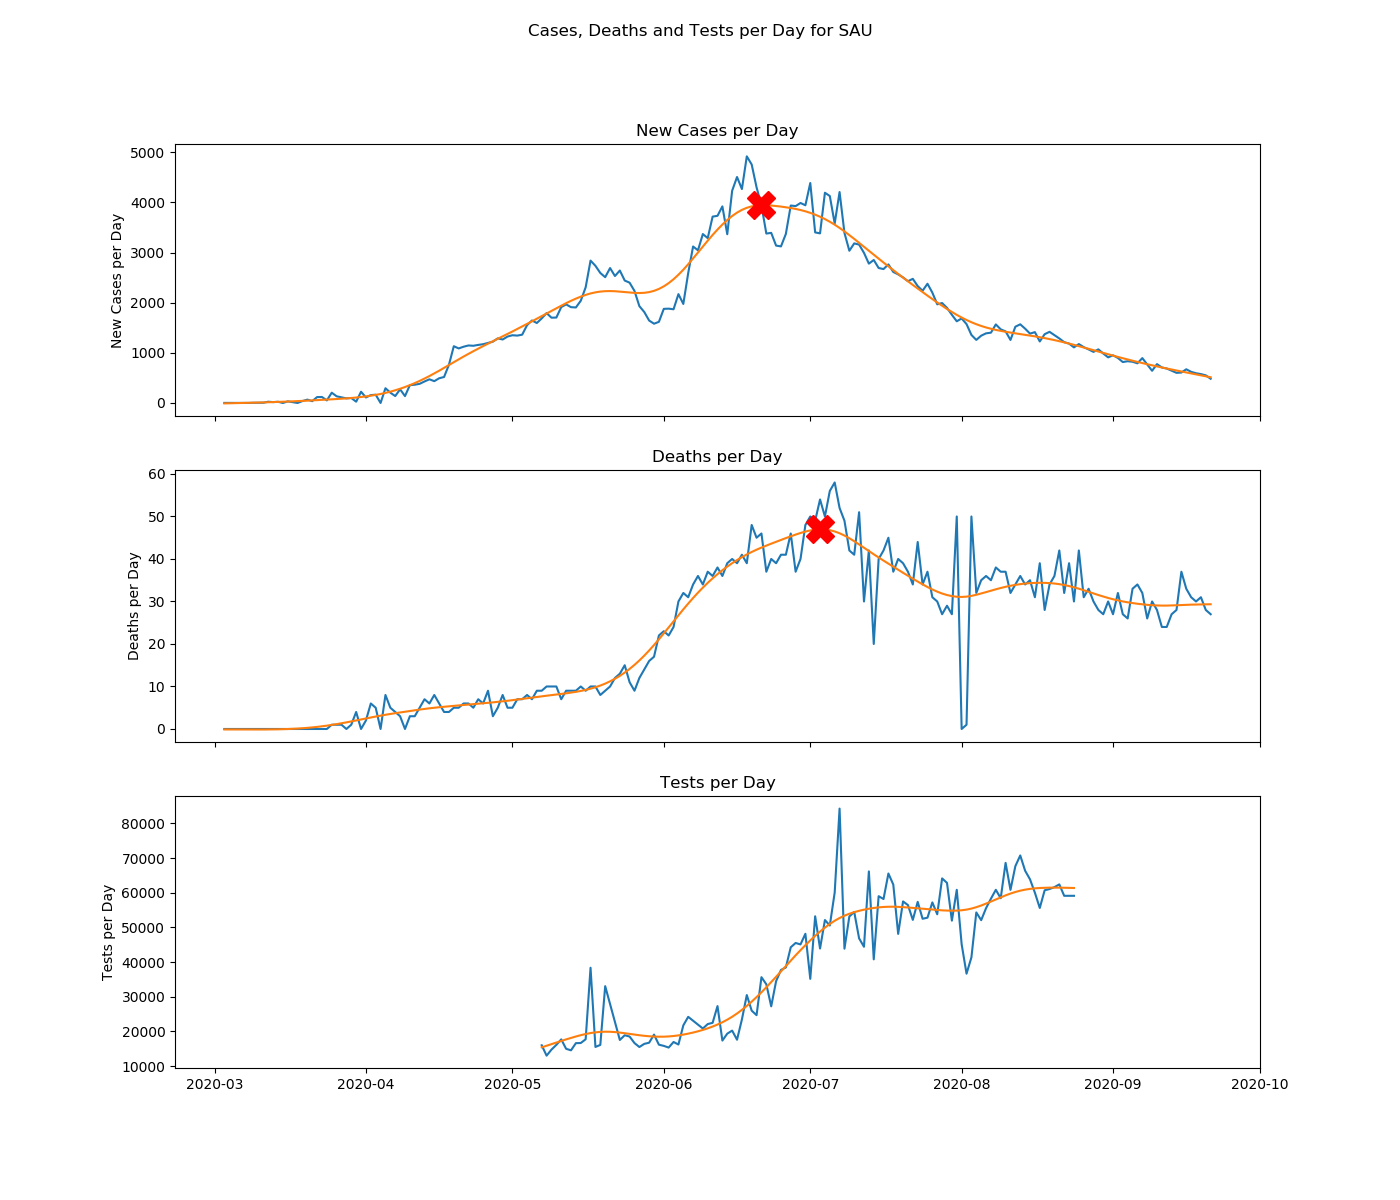 Cases, Deaths and Tests per Day for SAU
New Cases per Day
New Cases per Day
5000
4000
3000
2000
1000
0
Deaths per Day
Deaths per Day
60
50
40
30
20
10
0
Tests per Day
Tests per Day
80000
70000
60000
50000
40000
30000
20000
10000
2020-03 2020-04 2020-05 2020-06 2020-07 2020-08 2020-09 2020-10